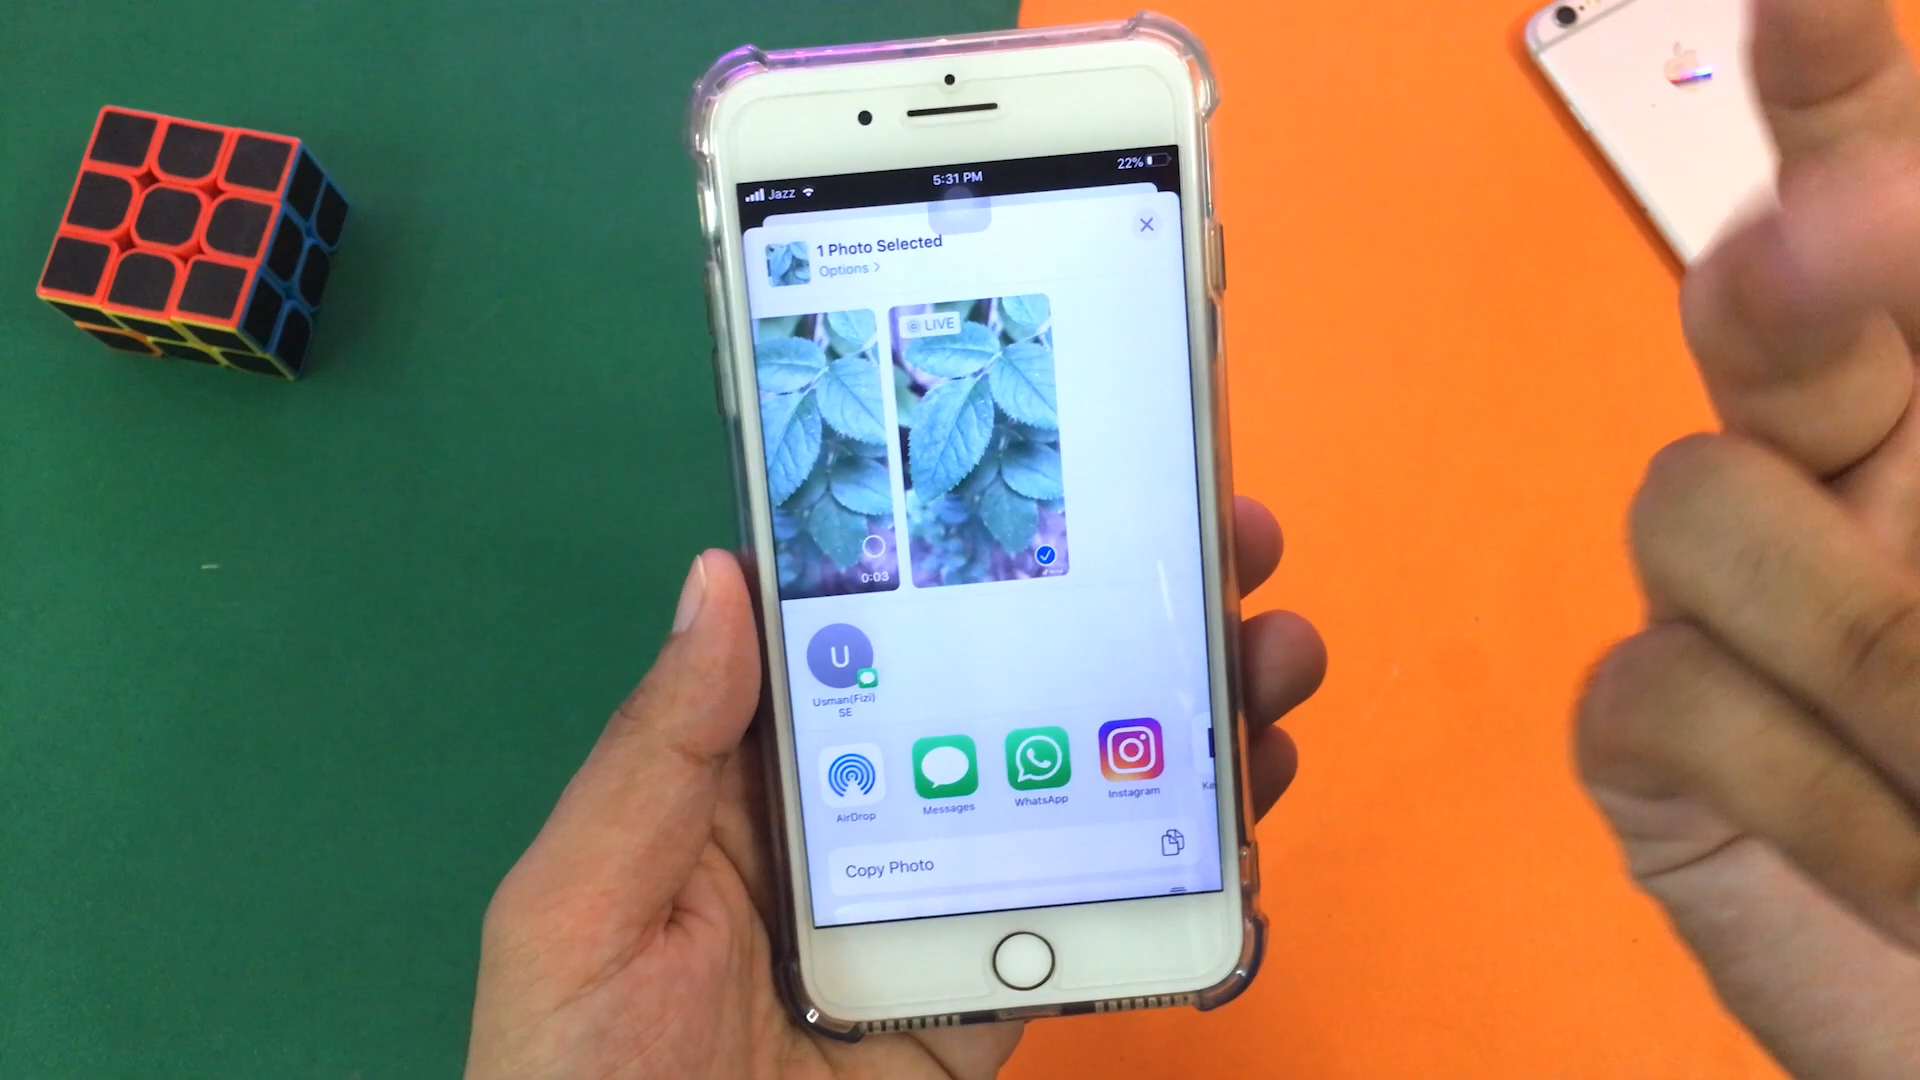 Jazz
5:31 PM
22%
1 Photo Selected
Options >
LIVE
0:03
U
Usman(Fizi)
SE
AirDrop
Messages
WhatsApp
Instagram
Copy Photo